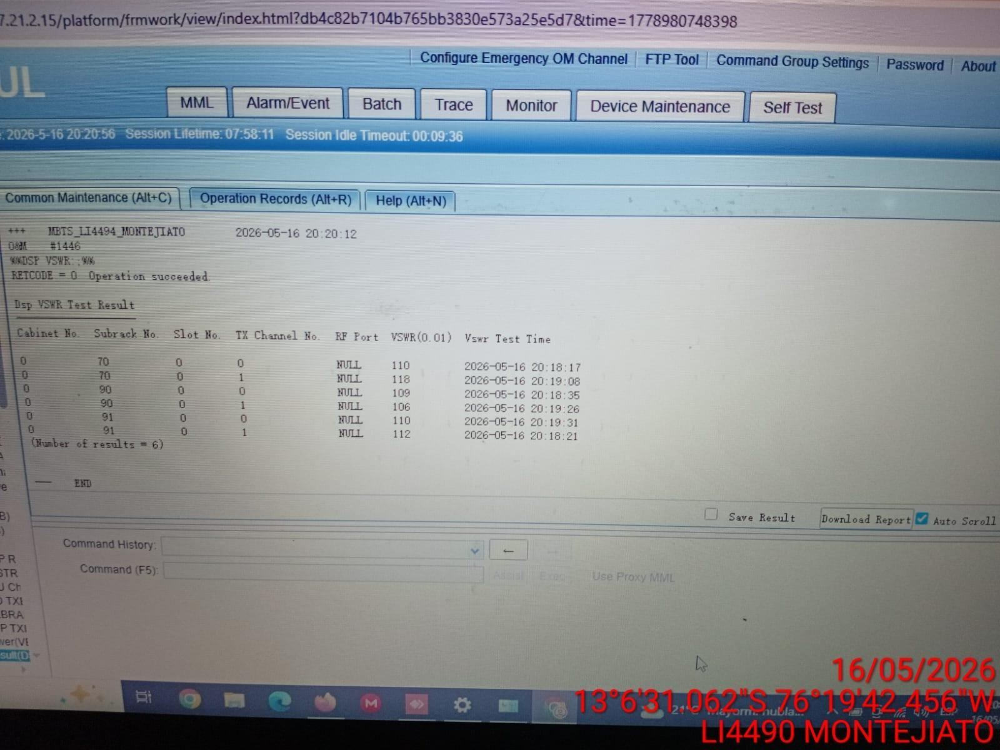 7.21.2.15/platform/frmwork/view/index.html?db4c82b7104b765bb3830e573a25e5d7&time=1778980748398
Configure Emergency OM Channel FTP Tool Command Group Settings Password About
UL
MML Alarm/Event Batch Trace Monitor Device Maintenance Self Test
: 2026-5-16 20:20:56 Session Lifetime: 07:58:11 Session Idle Timeout: 00:09:36
Common Maintenance (Alt+C) Operation Records (Alt+R) Help (Alt+N)
+++ MBTS_LI4494_MONTEJIATO 2026-05-16 20:20:12
O&M #1446
%%DSP VSWR:;%%
RETCODE = 0 Operation succeeded.
Dsp VSWR Test Result
Cabinet No. Subrack No. Slot No. TX Channel No. RF Port VSWR(0.01) Vswr Test Time
0 70 0 0 NULL 110 2026-05-16 20:18:17
0 70 0 1 NULL 118 2026-05-16 20:19:08
0 90 0 0 NULL 109 2026-05-16 20:18:35
0 90 0 1 NULL 106 2026-05-16 20:19:26
0 91 0 0 NULL 110 2026-05-16 20:19:31
0 91 0 1 NULL 112 2026-05-16 20:18:21
(Number of results = 6)
END
Save Result Download Report Auto Scroll
Command History: ←
Command (F5): Assist Exec Use Proxy MML
B)
P R
STR
J Ch
BRA
wer(VE
sult(D
16/05/2026
13°6'31.062"S 76°19'42.456"W
LI4490 MONTEJIATO